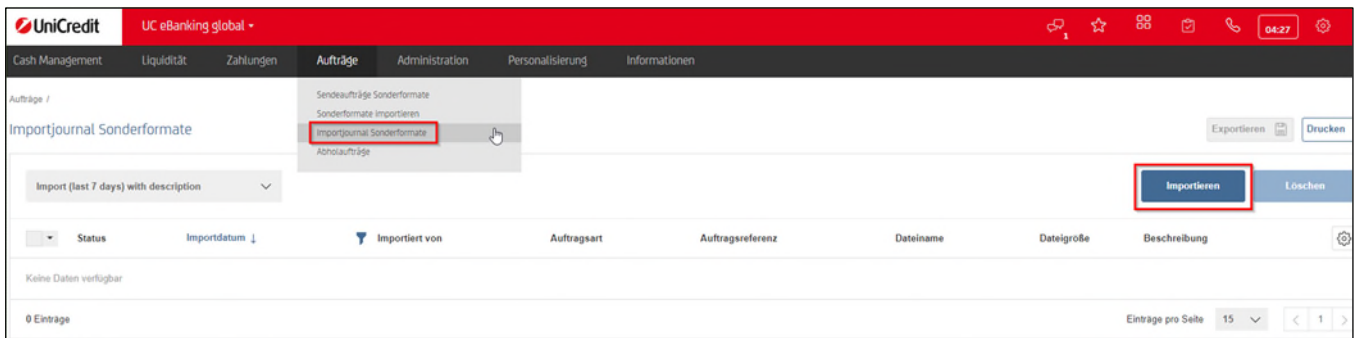 UniCredit UC eBanking global 1 04:27
Cash Management Liquidität Zahlungen Aufträge Administration Personalisierung Informationen
Aufträge /
Sendeaufträge Sonderformate
Sonderformate importieren
Importjournal Sonderformate
Abholaufträge
Importjournal Sonderformate
Exportieren Drucken
Import (last 7 days) with description
Importieren Löschen
Status Importdatum ↓ Importiert von Auftragsart Auftragsreferenz Dateiname Dateigröße Beschreibung
Keine Daten verfügbar
0 Einträge Einträge pro Seite 15 < 1 >